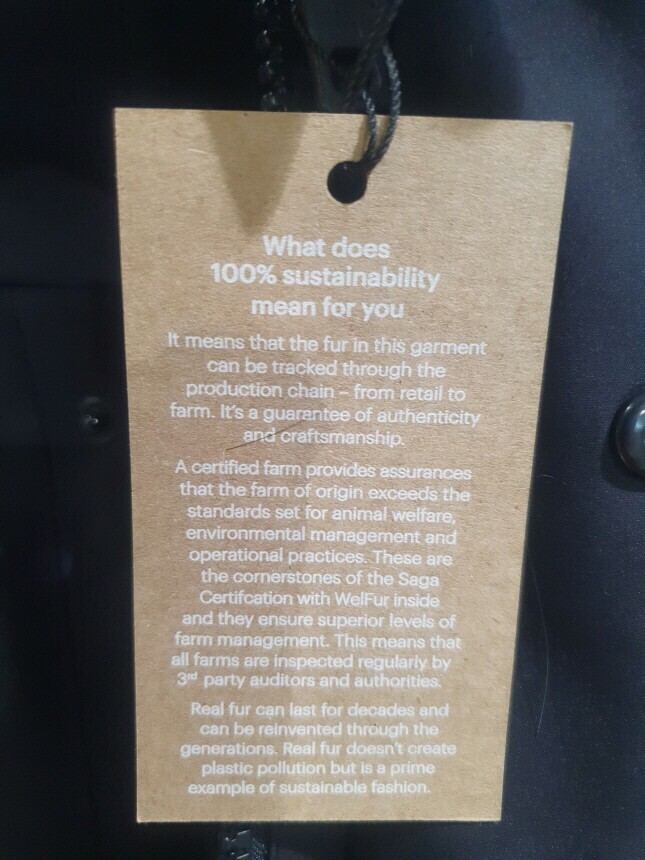 What does
100% sustainability
mean for you
It means that the fur in this garment
can be tracked through the
production chain – from retail to
farm. It's a guarantee of authenticity
and craftsmanship.
A certified farm provides assurances
that the farm of origin exceeds the
standards set for animal welfare,
environmental management and
operational practices. These are
the cornerstones of the Saga
Certifcation with WelFur inside
and they ensure superior levels of
farm management. This means that
all farms are inspected regularly by
3rd party auditors and authorities.
Real fur can last for decades and
can be reinvented through the
generations. Real fur doesn't create
plastic pollution but is a prime
example of sustainable fashion.